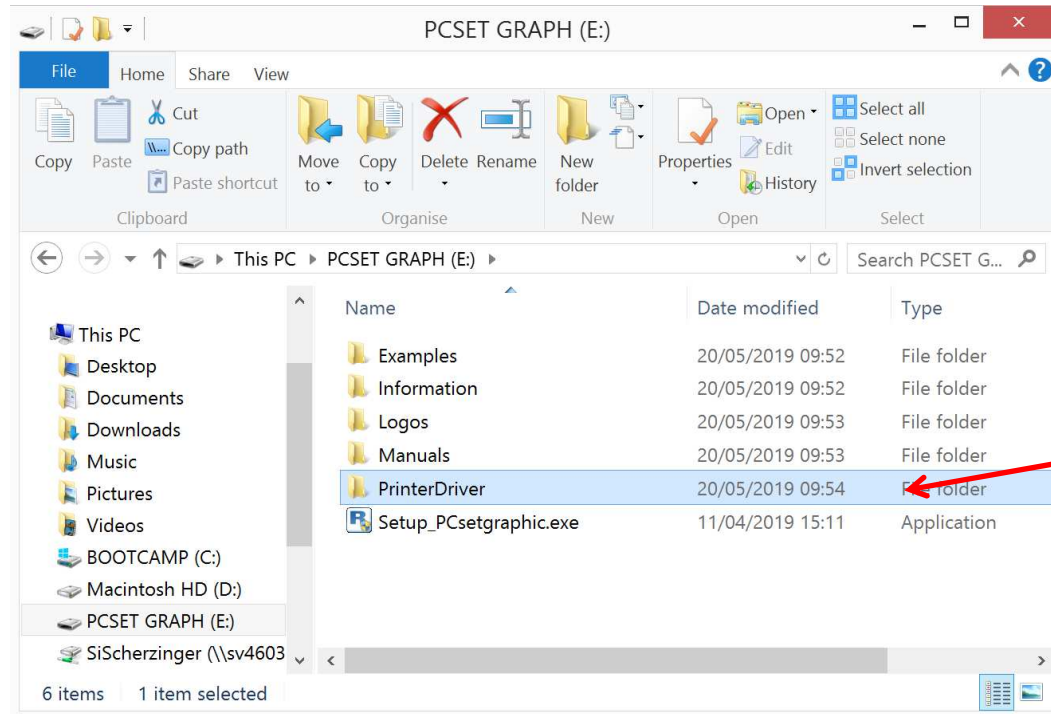 PCSET GRAPH (E:)
File Home Share View
Copy
Paste
Cut
Copy path
Paste shortcut
Move to
Copy to
Delete
Rename
New folder
Properties
Open
Edit
History
Select all
Select none
Invert selection
Clipboard Organise New Open Select
This PC PCSET GRAPH (E:)
Search PCSET G...
Name Date modified Type
This PC
Desktop
Documents
Downloads
Music
Pictures
Videos
BOOTCAMP (C:)
Macintosh HD (D:)
PCSET GRAPH (E:)
SiScherzinger (\\sv4603
Examples 20/05/2019 09:52 File folder
Information 20/05/2019 09:52 File folder
Logos 20/05/2019 09:53 File folder
Manuals 20/05/2019 09:53 File folder
PrinterDriver 20/05/2019 09:54 File folder
Setup_PCsetgraphic.exe 11/04/2019 15:11 Application
6 items 1 item selected